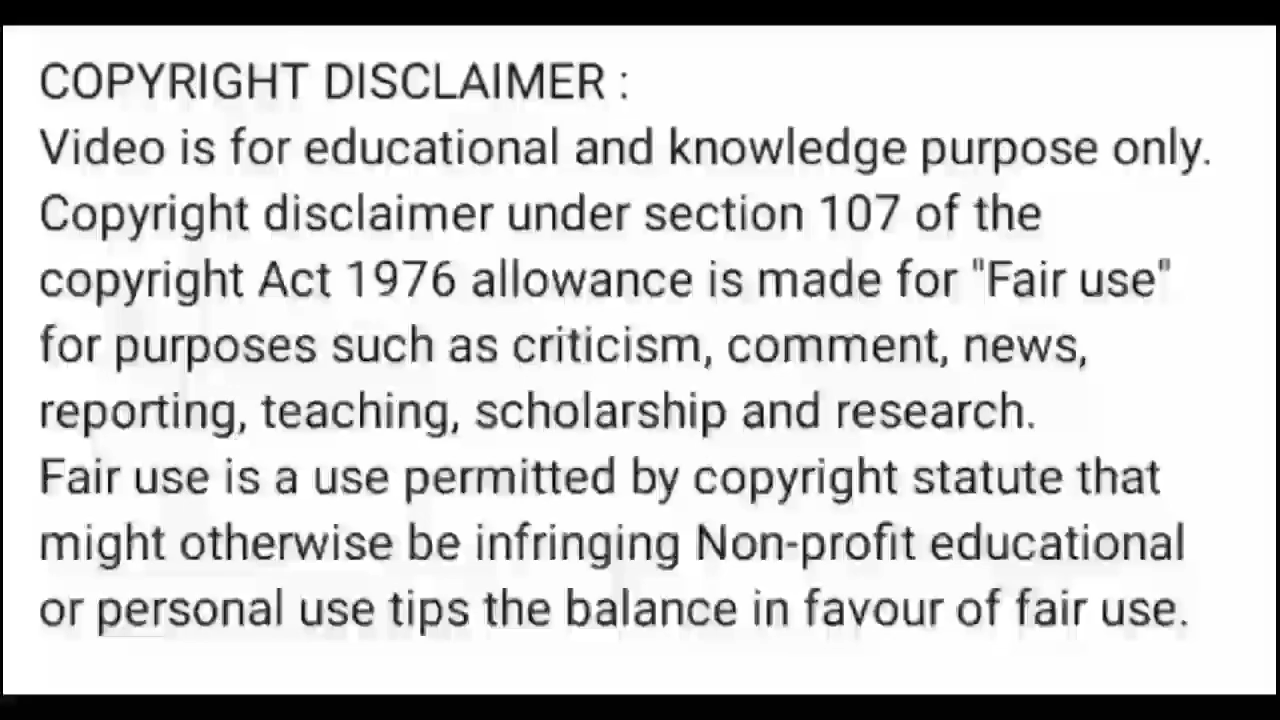 COPYRIGHT DISCLAIMER :
Video is for educational and knowledge purpose only.
Copyright disclaimer under section 107 of the
copyright Act 1976 allowance is made for "Fair use"
for purposes such as criticism, comment, news,
reporting, teaching, scholarship and research.
Fair use is a use permitted by copyright statute that
might otherwise be infringing Non-profit educational
or personal use tips the balance in favour of fair use.